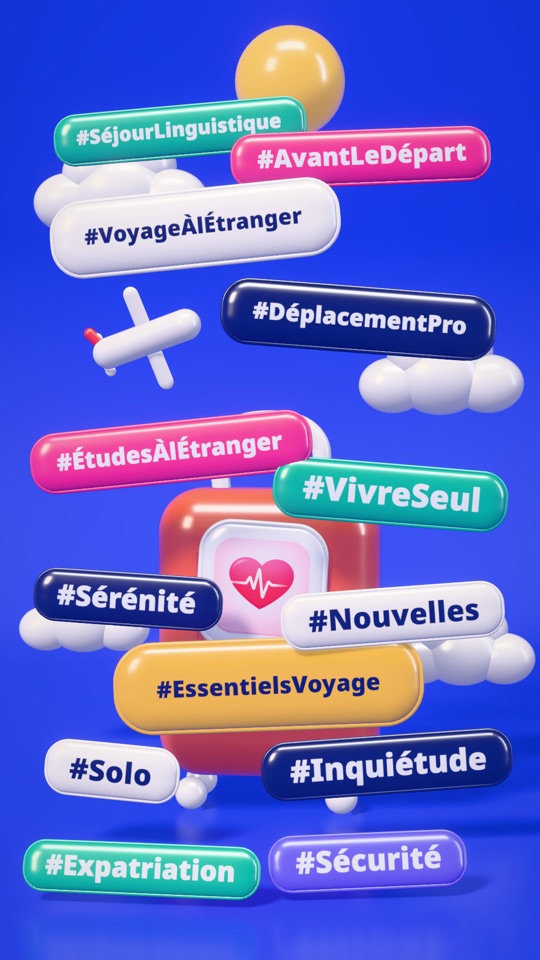 #SéjourLinguistique
#AvantLeDépart
#VoyageÀlÉtranger
#DéplacementPro
#ÉtudesÀlÉtranger
#VivreSeul
#Sérénité
#Nouvelles
#EssentielsVoyage
#Solo
#Inquiétude
#Expatriation
#Sécurité